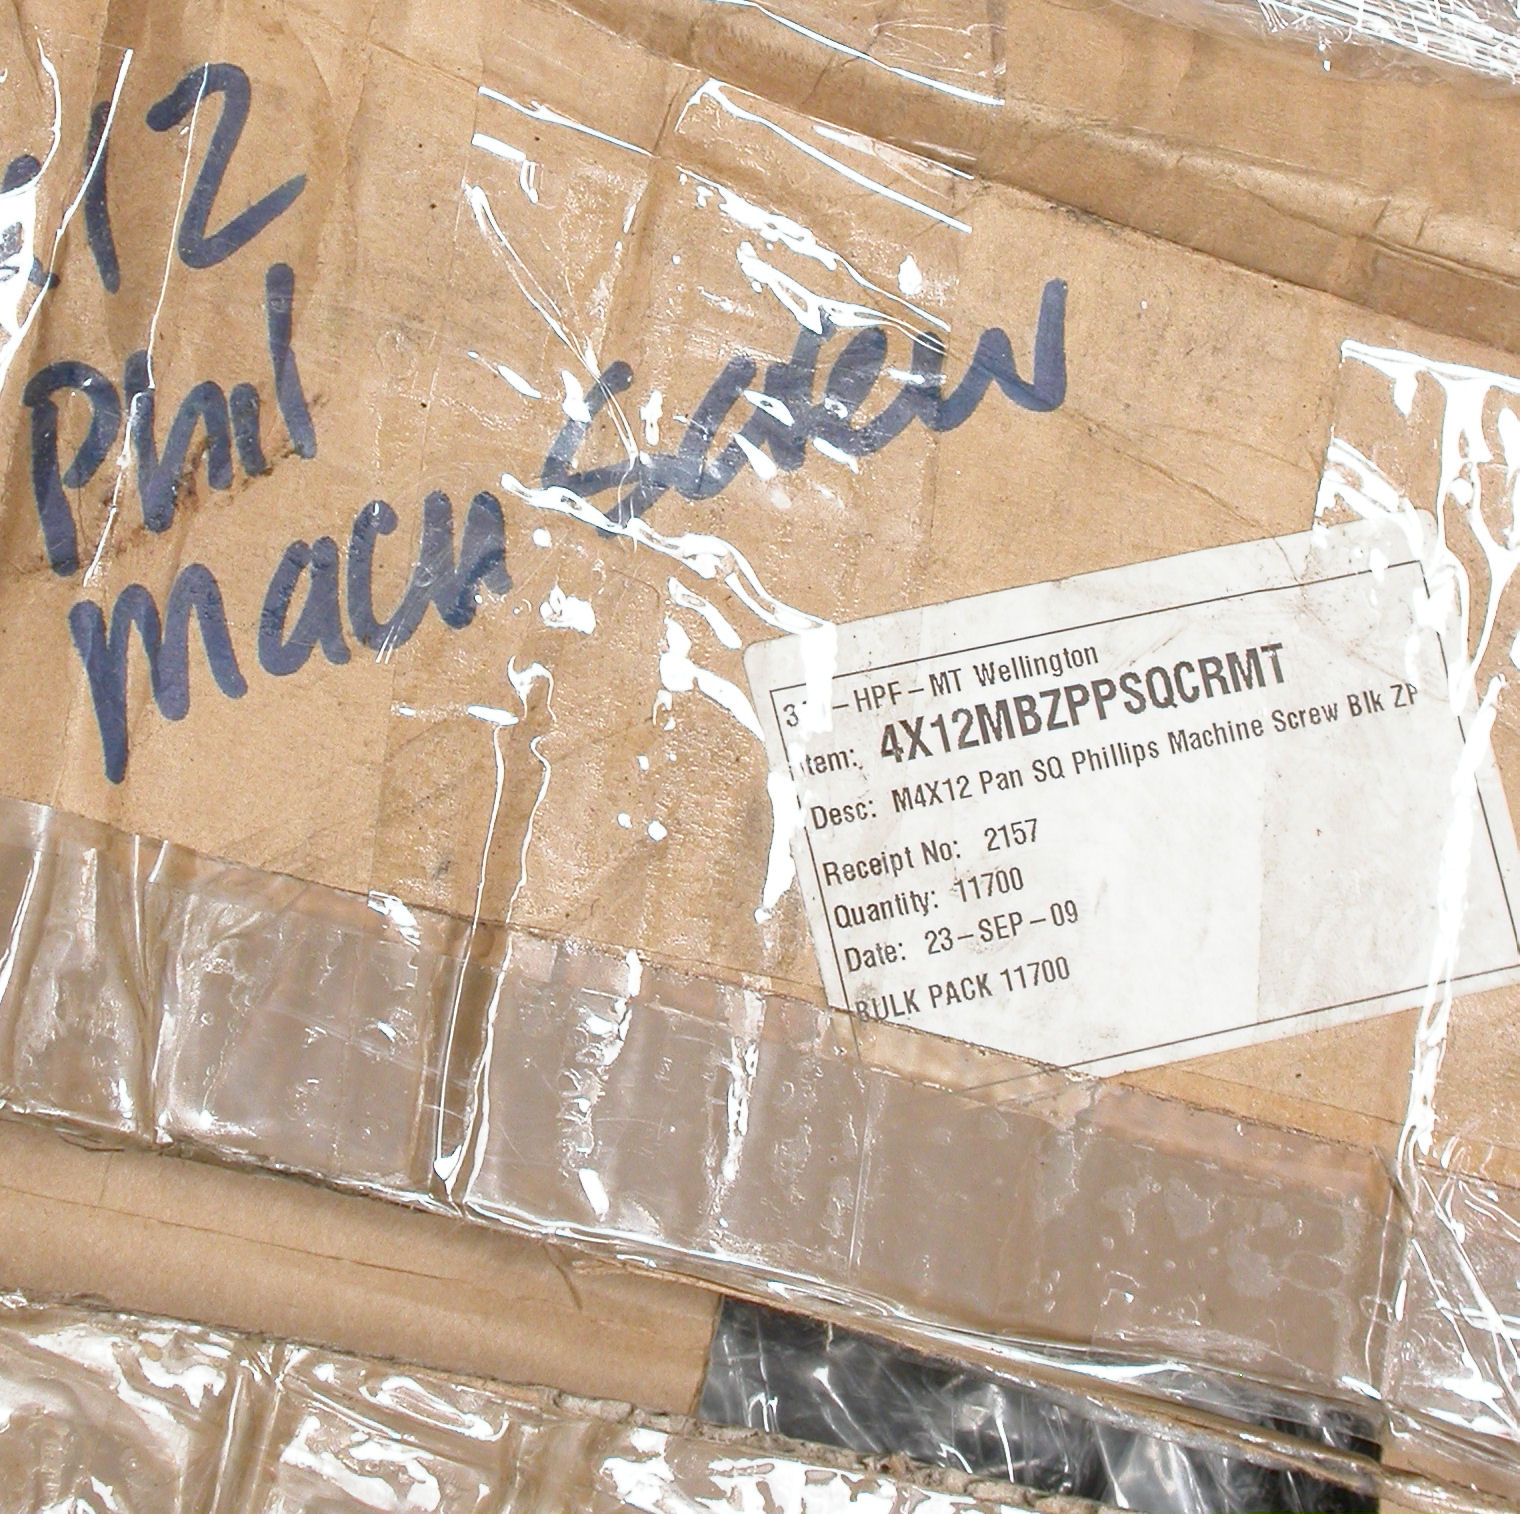 12
Phil
Mach Screw
HPF-MT Wellington
Item: 4X12MBZPPSQCRMT
Desc: M4X12 Pan SQ Phillips Machine Screw Blk ZP
Receipt No: 2157
Quantity: 11700
Date: 23-SEP-09
BULK PACK 11700